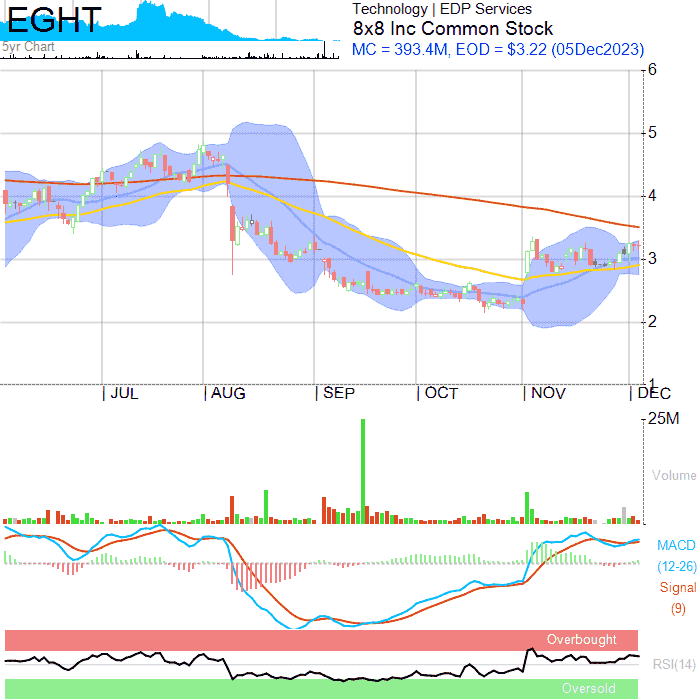 EGHT
5yr Chart
Technology | EDP Services
8x8 Inc Common Stock
MC = 393.4M, EOD = $3.22 (05Dec2023)
6
5
4
3
2
1
| JUL | AUG | SEP | OCT | NOV | DEC
25M
Volume
MACD
(12-26)
Signal
(9)
Overbought
RSI(14)
Oversold